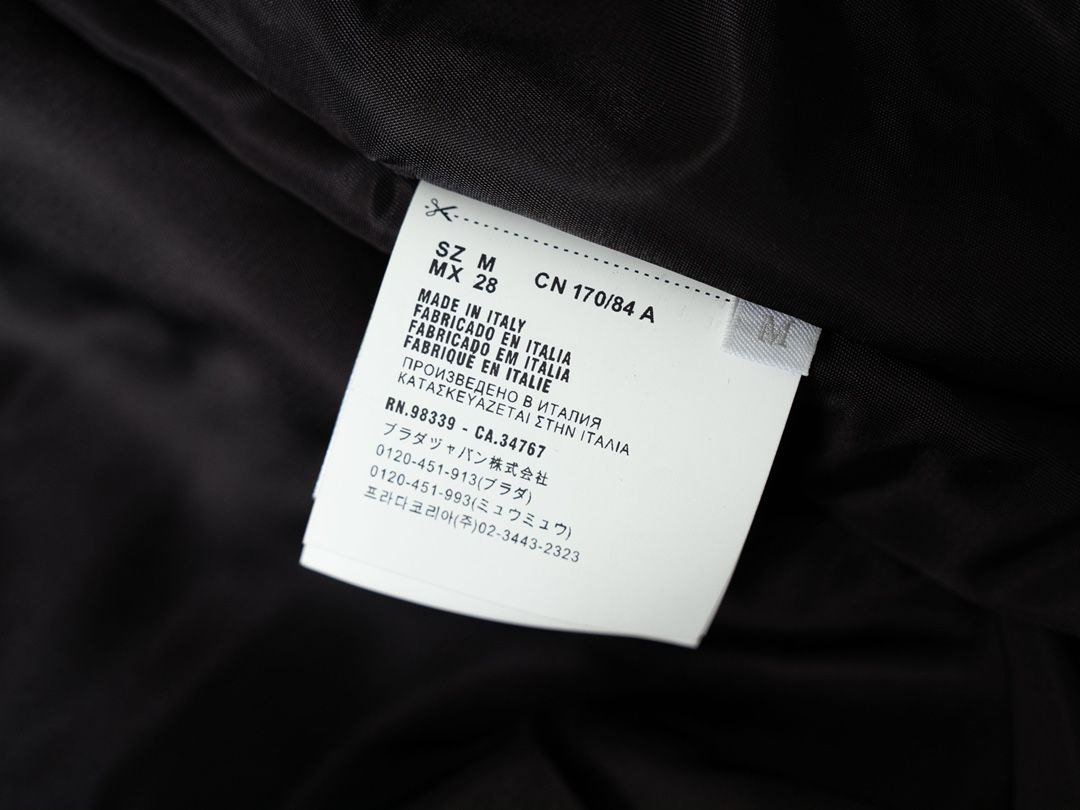 SZ M
MX 28
CN 170/84 A
MADE IN ITALY
FABRICADO EN ITALIA
FABRICADO EM ITALIA
FABRIQUÉ EN ITALIE
ПРОИЗВЕДЕНО В ИТАЛИЯ
ΚΑΤΑΣΚΕΥΑΖΕΤΑΙ ΣΤΗΝ ΙΤΑΛΙΑ
RN.98339 - CA.34767
プラダヂャパン株式会社
0120-451-913(プラダ)
0120-451-993(ミュウミュウ)
프라다코리아(주)02-3443-2323
M